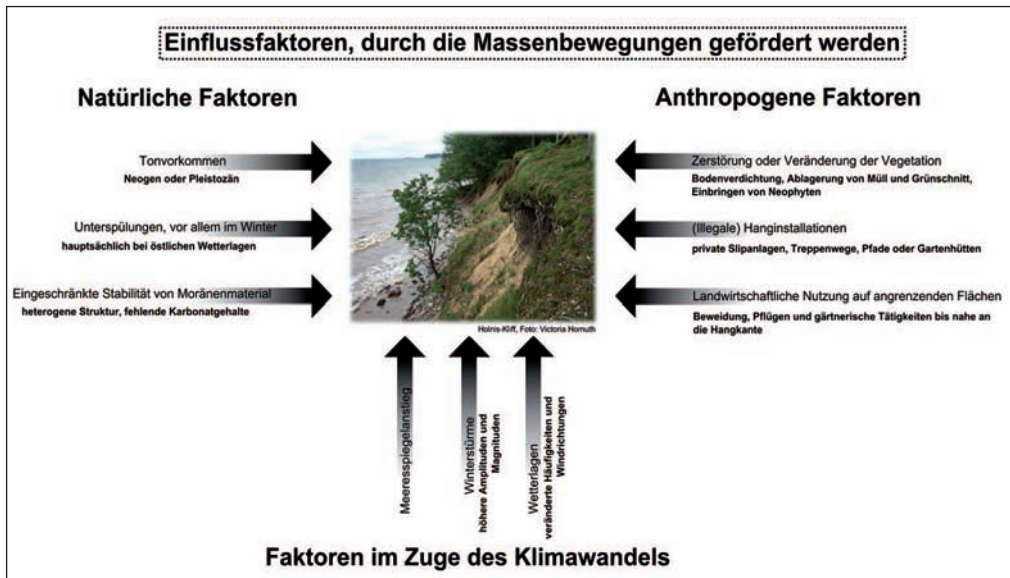 Einflussfaktoren, durch die Massenbewegungen gefördert werden
Natürliche Faktoren
Tonvorkommen
Neogen oder Pleistozän
Unterspülungen, vor allem im Winter
hauptsächlich bei östlichen Wetterlagen
Eingeschränkte Stabilität von Moränenmaterial
heterogene Struktur, fehlende Karbonatgehalte
Anthropogene Faktoren
Zerstörung oder Veränderung der Vegetation
Bodenverdichtung, Ablagerung von Müll und Grünschnitt,
Einbringen von Neophyten
(Illegale) Hanginstallationen
private Slipanlagen, Treppenwege, Pfade oder Gartenhütten
Landwirtschaftliche Nutzung auf angrenzenden Flächen
Beweidung, Pflügen und gärtnerische Tätigkeiten bis nahe an
die Hangkante
Holnis-Kliff, Foto: Victoria Homuth
Meeresspiegelanstieg
Winterstürme
höhere Amplituden und
Magnituden
Wetterlagen
veränderte Häufigkeiten und
Windrichtungen
Faktoren im Zuge des Klimawandels